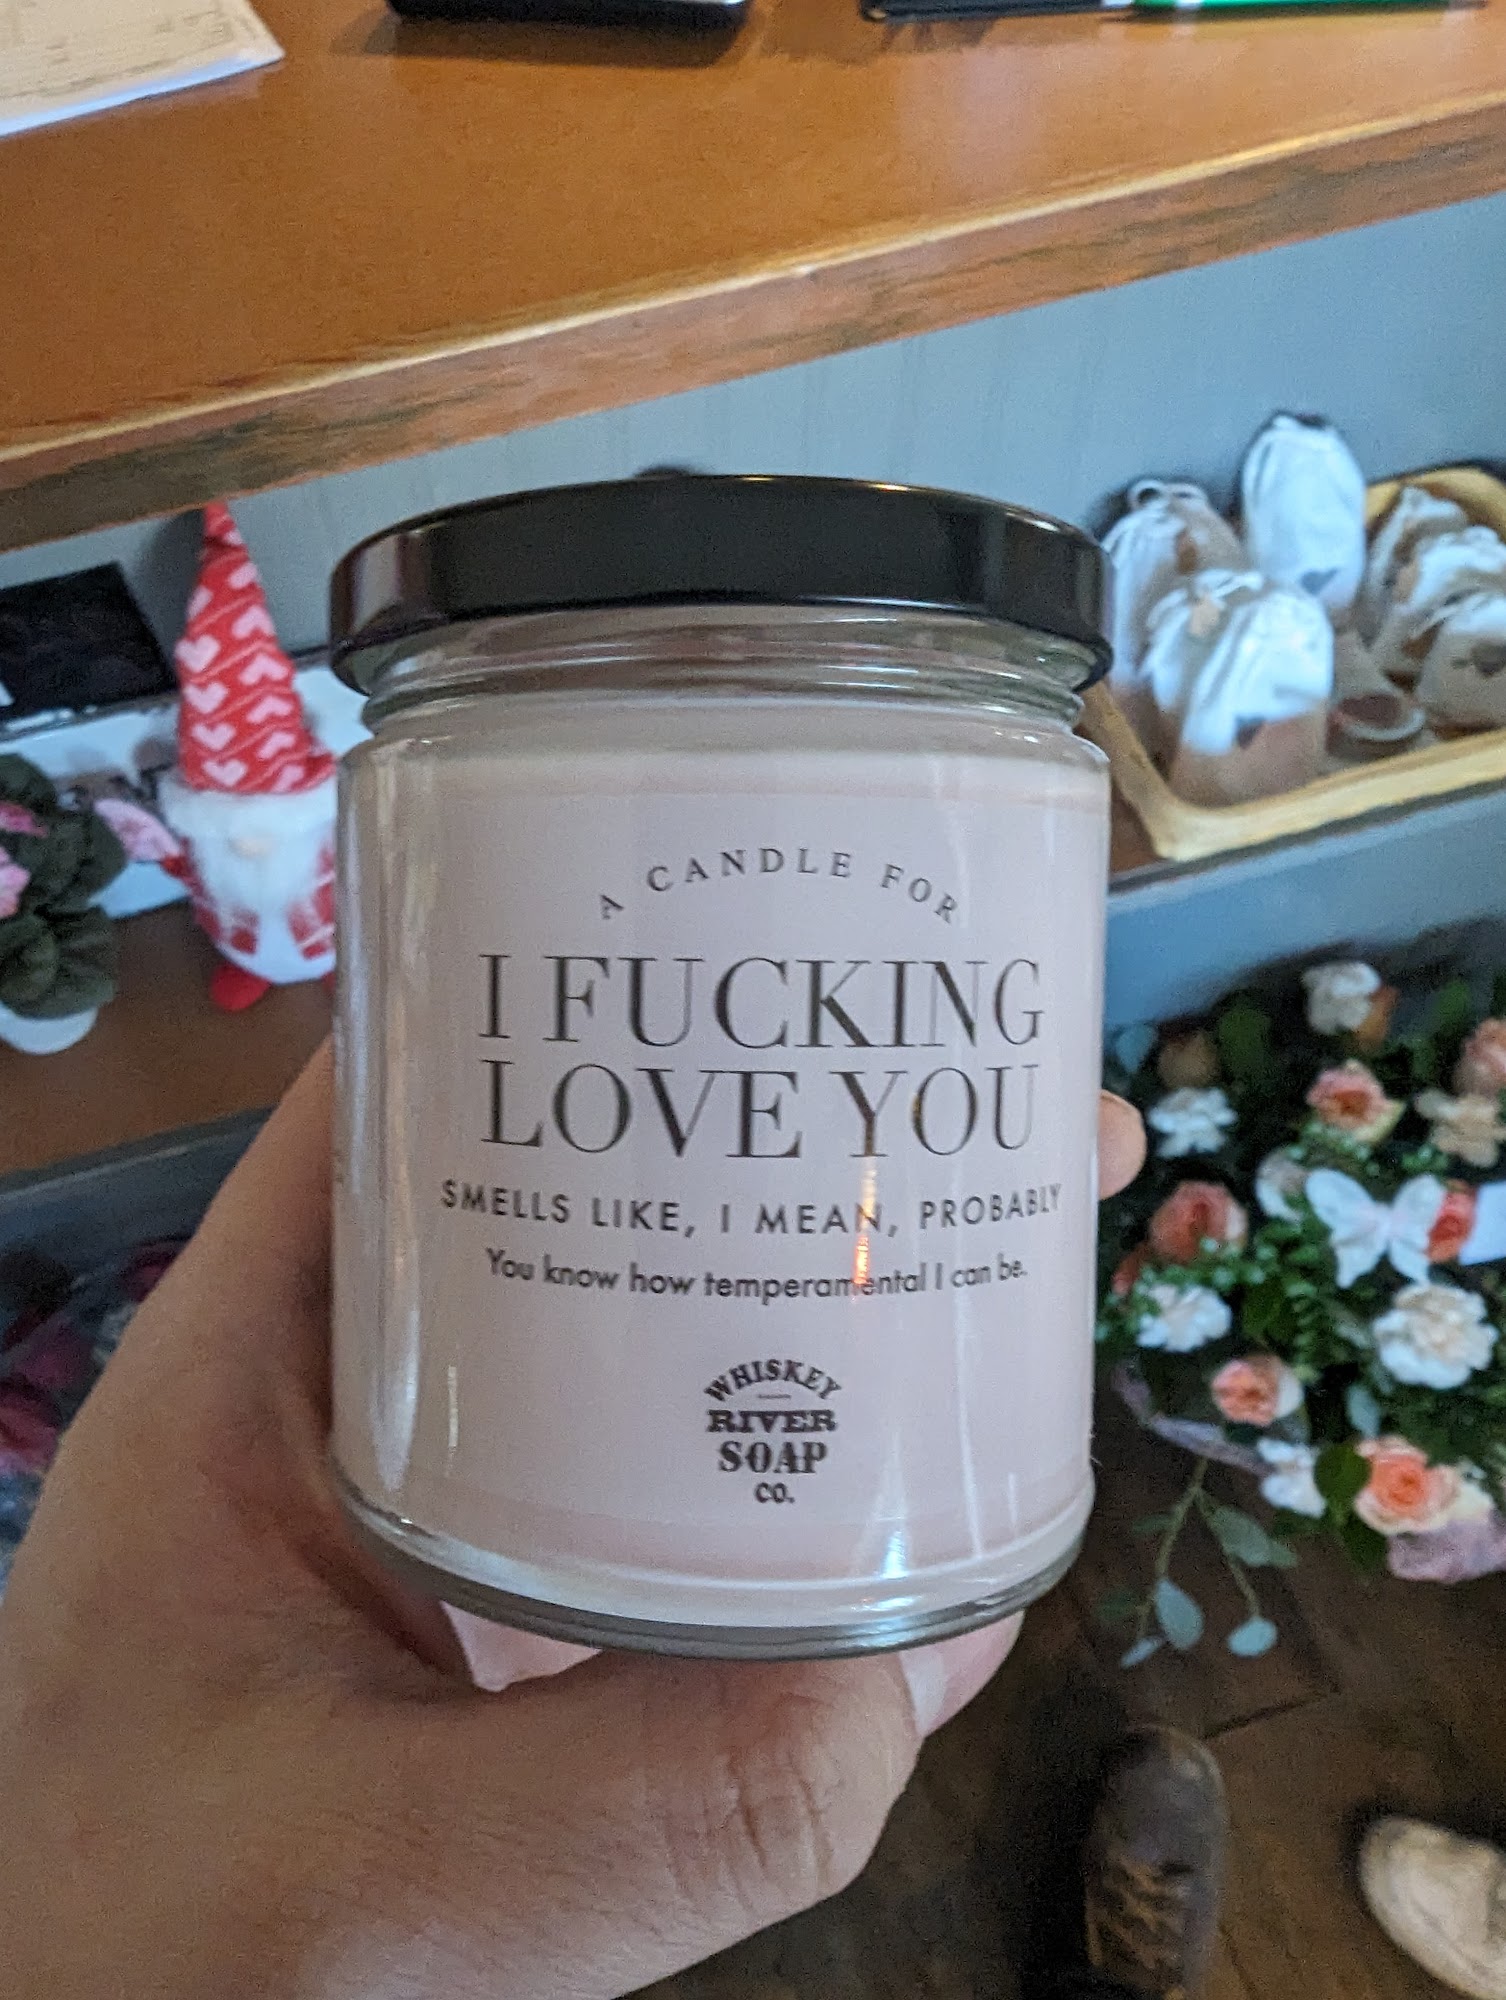 A CANDLE FOR
I FUCKING
LOVE YOU
SMELLS LIKE, I MEAN, PROBABLY
You know how temperamental I can be.
WHISKEY
RIVER
SOAP
CO.